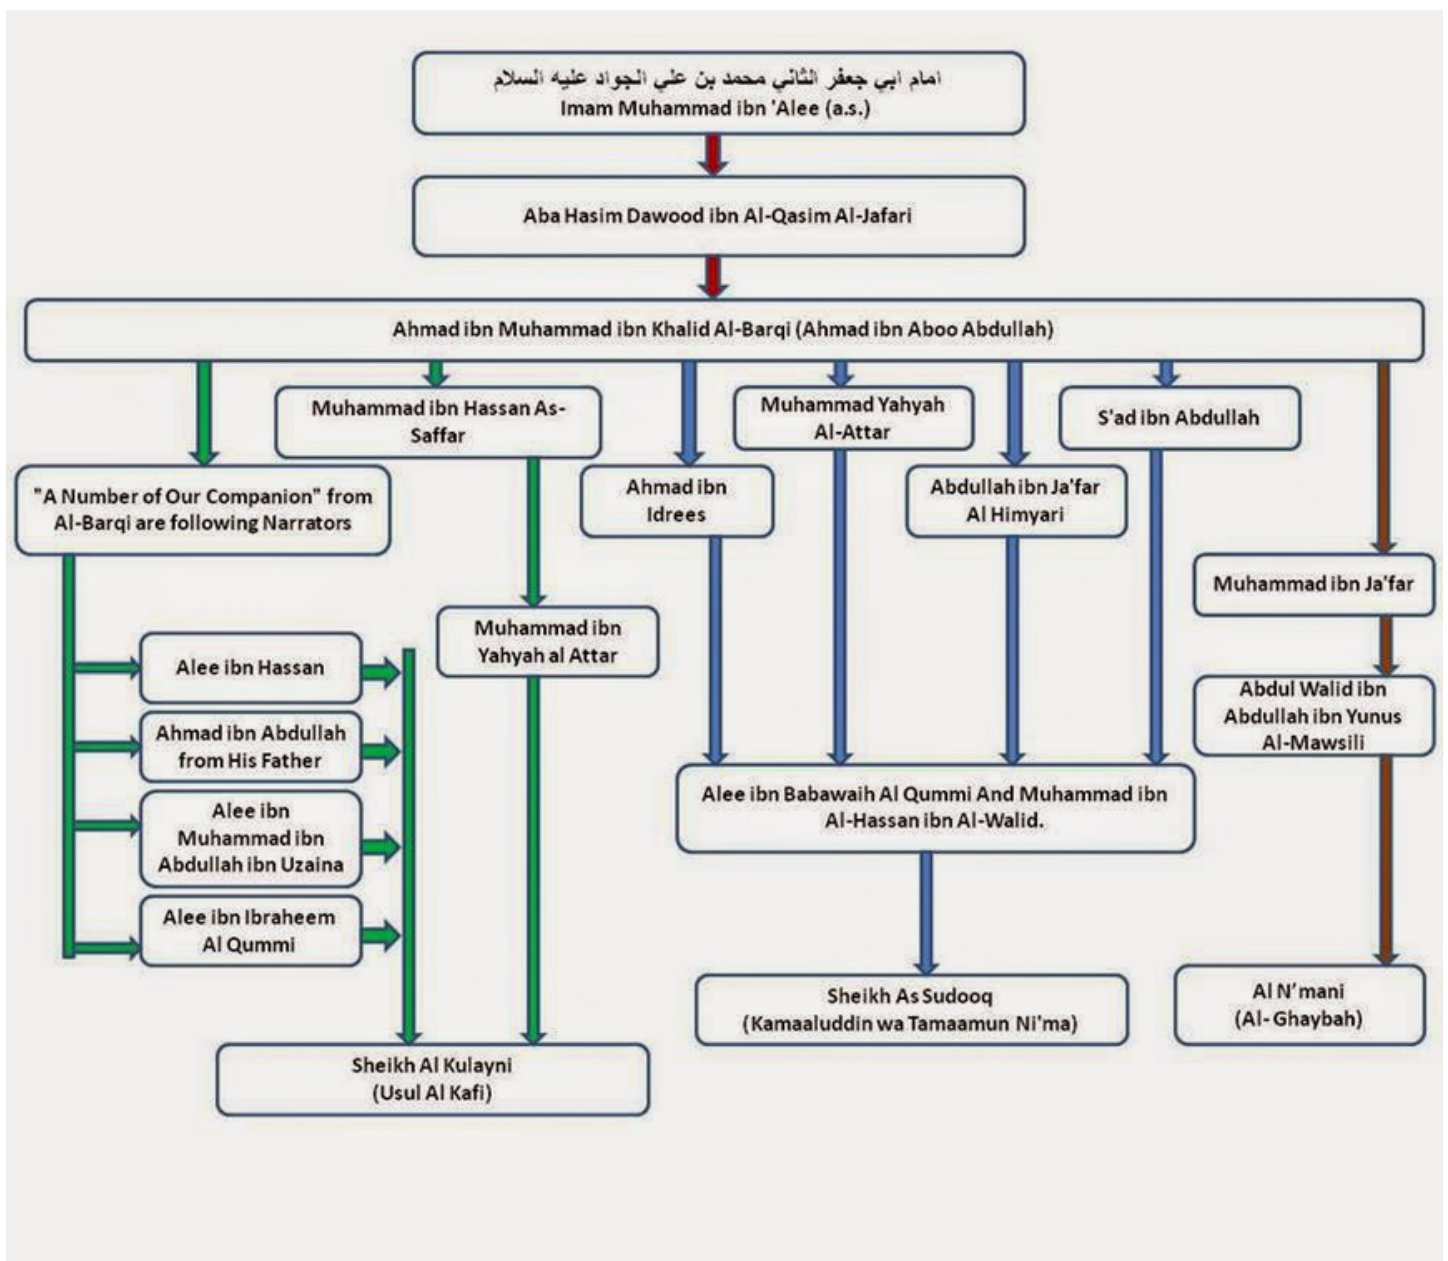 امام ابي جعفر الثاني محمد بن علي الجواد عليه السلام
Imam Muhammad ibn 'Alee (a.s.)
Aba Hasim Dawood ibn Al-Qasim Al-Jafari
Ahmad ibn Muhammad ibn Khalid Al-Barqi (Ahmad ibn Aboo Abdullah)
Muhammad ibn Hassan As-
Saffar
Muhammad Yahyah
Al-Attar
S'ad ibn Abdullah
"A Number of Our Companion" from
Al-Barqi are following Narrators
Ahmad ibn
Idrees
Abdullah ibn Ja'far
Al Himyari
Muhammad ibn Ja'far
Muhammad ibn
Yahyah al Attar
Alee ibn Hassan
Abdul Walid ibn
Abdullah ibn Yunus
Al-Mawsili
Ahmad ibn Abdullah
from His Father
Alee ibn
Muhammad ibn
Abdullah ibn Uzaina
Alee ibn Babawaih Al Qummi And Muhammad ibn
Al-Hassan ibn Al-Walid.
Alee ibn Ibraheem
Al Qummi
Sheikh As Sudooq
(Kamaaluddin wa Tamaamun Ni'ma)
Al N’mani
(Al- Ghaybah)
Sheikh Al Kulayni
(Usul Al Kafi)